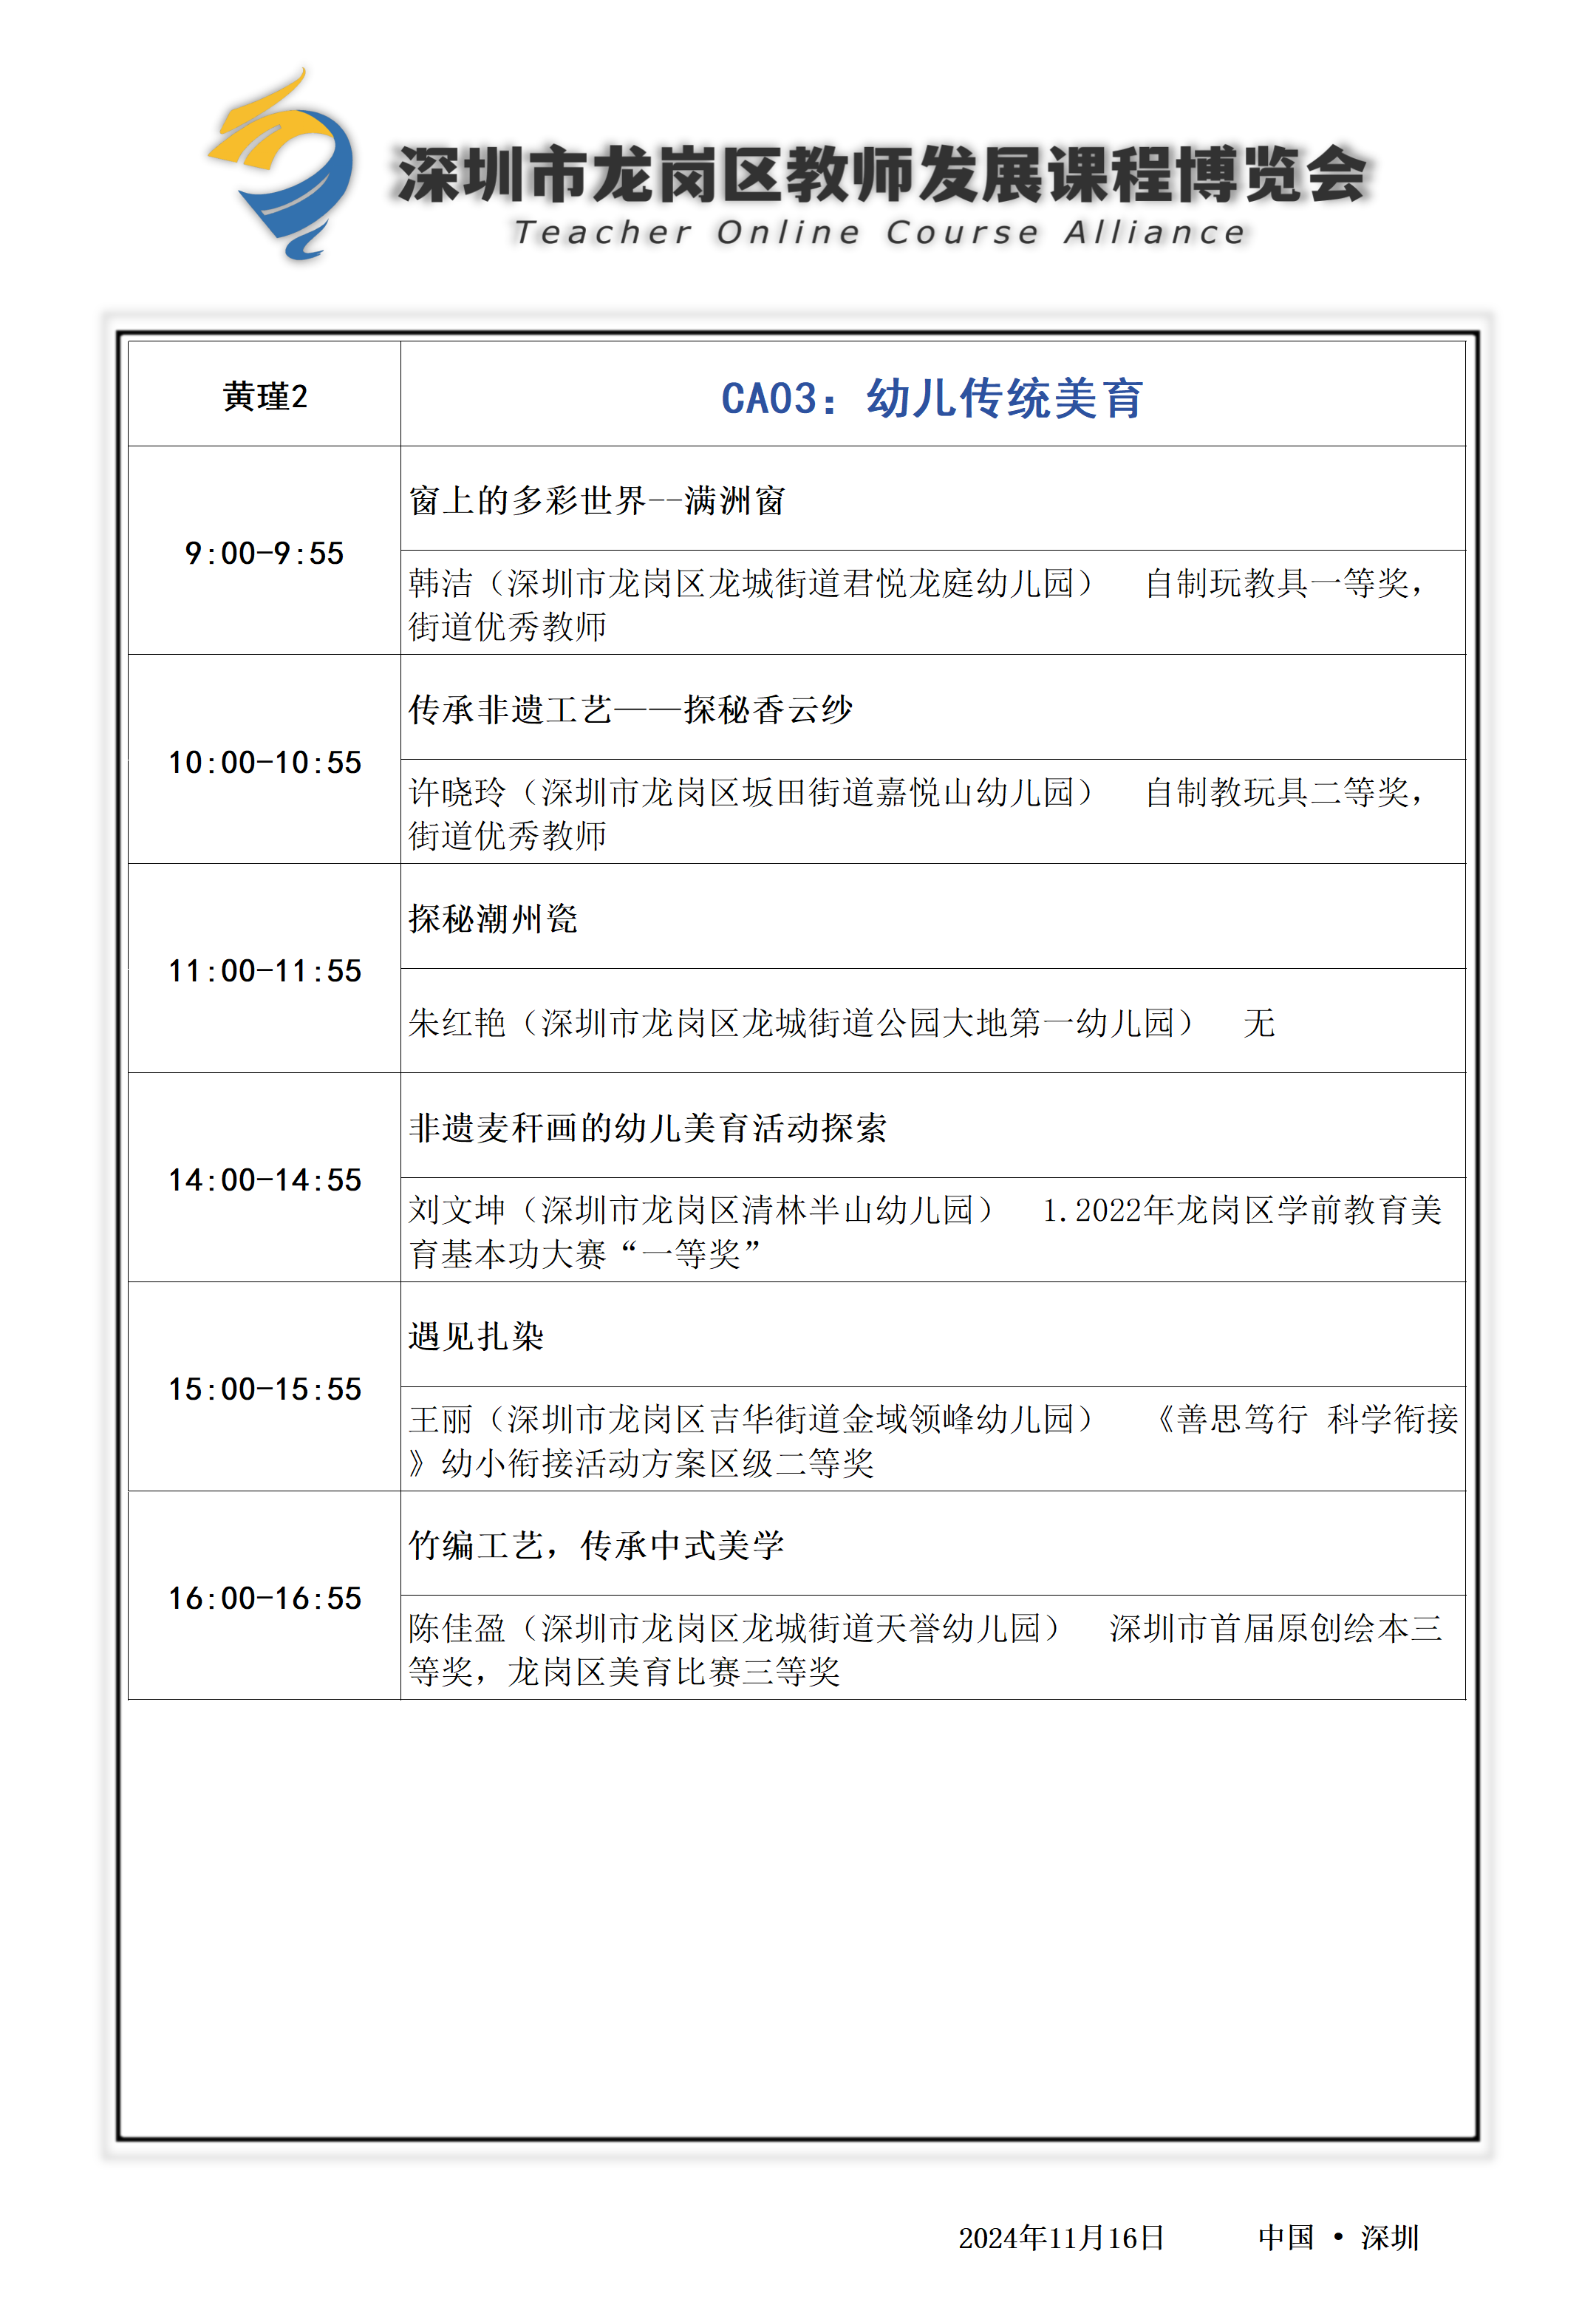 深圳市龙岗区教师发展课程博览会
Teacher Online Course Alliance
黄瑾2
CA03：幼儿传统美育
9:00-9:55
窗上的多彩世界--满洲窗
韩洁（深圳市龙岗区龙城街道君悦龙庭幼儿园） 自制玩教具一等奖，
街道优秀教师
10:00-10:55
传承非遗工艺——探秘香云纱
许晓玲（深圳市龙岗区坂田街道嘉悦山幼儿园） 自制教玩具二等奖，
街道优秀教师
11:00-11:55
探秘潮州瓷
朱红艳（深圳市龙岗区龙城街道公园大地第一幼儿园） 无
14:00-14:55
非遗麦秆画的幼儿美育活动探索
刘文坤（深圳市龙岗区清林半山幼儿园） 1.2022年龙岗区学前教育美
育基本功大赛“一等奖”
15:00-15:55
遇见扎染
王丽（深圳市龙岗区吉华街道金域领峰幼儿园） 《善思笃行 科学衔接
》幼小衔接活动方案区级二等奖
16:00-16:55
竹编工艺，传承中式美学
陈佳盈（深圳市龙岗区龙城街道天誉幼儿园） 深圳市首届原创绘本三
等奖，龙岗区美育比赛三等奖
2024年11月16日 中国 • 深圳